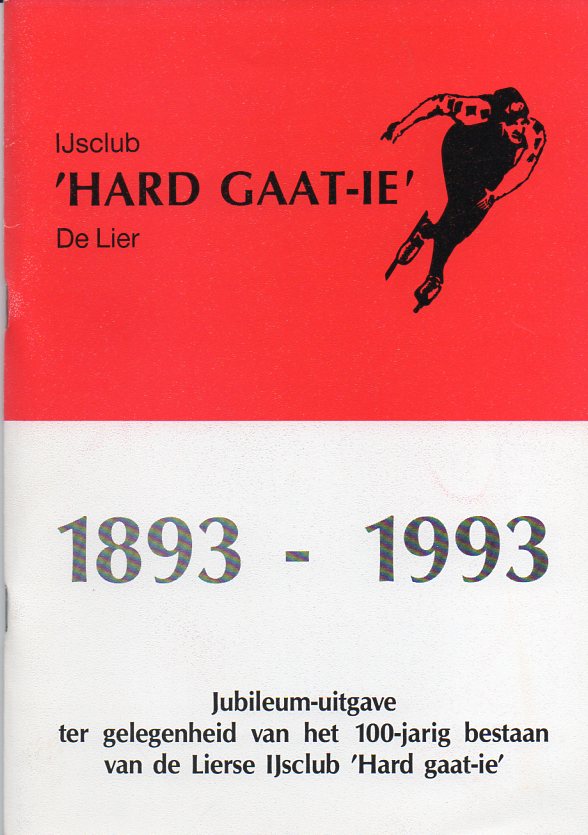 IJsclub
'HARD GAAT-IE'
De Lier
1893 - 1993
Jubileum-uitgave
ter gelegenheid van het 100-jarig bestaan
van de Lierse IJsclub 'Hard gaat-ie'